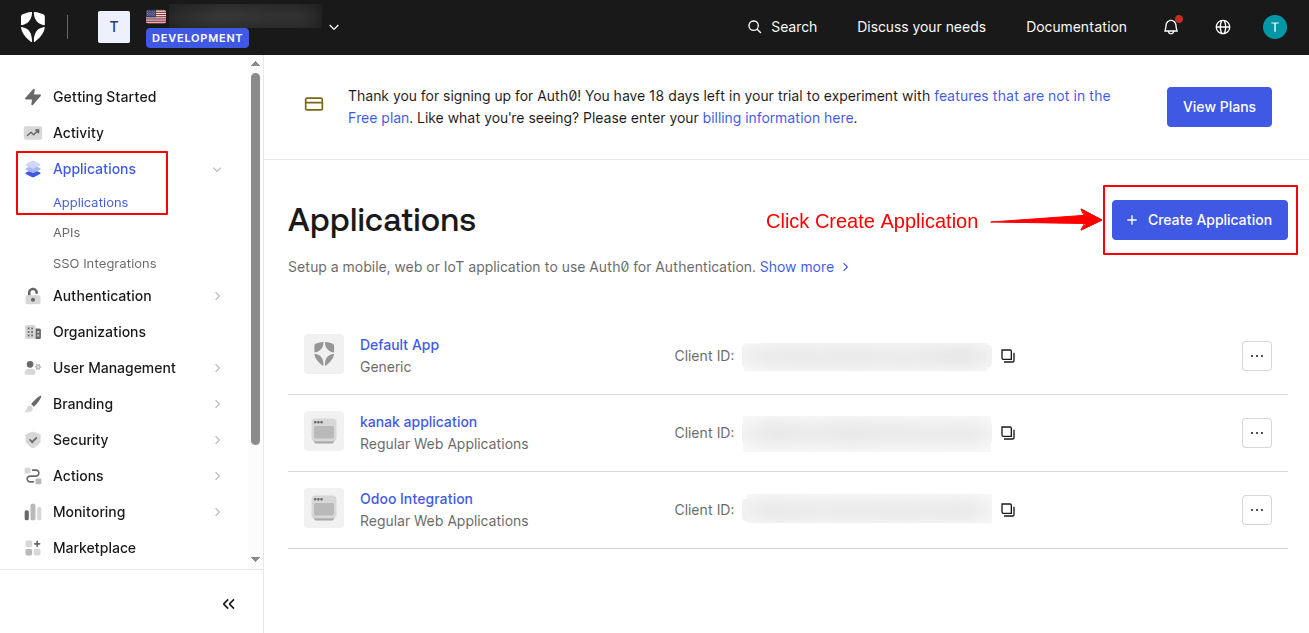 T
DEVELOPMENT
Search
Discuss your needs
Documentation
T
Getting Started
Activity
Applications
Applications
APIs
SSO Integrations
Authentication
Organizations
User Management
Branding
Security
Actions
Monitoring
Marketplace
Thank you for signing up for Auth0! You have 18 days left in your trial to experiment with features that are not in the
Free plan. Like what you're seeing? Please enter your billing information here.
View Plans
Applications
Click Create Application
+ Create Application
Setup a mobile, web or IoT application to use Auth0 for Authentication. Show more
Default App
Generic
Client ID:
kanak application
Regular Web Applications
Client ID:
Odoo Integration
Regular Web Applications
Client ID: